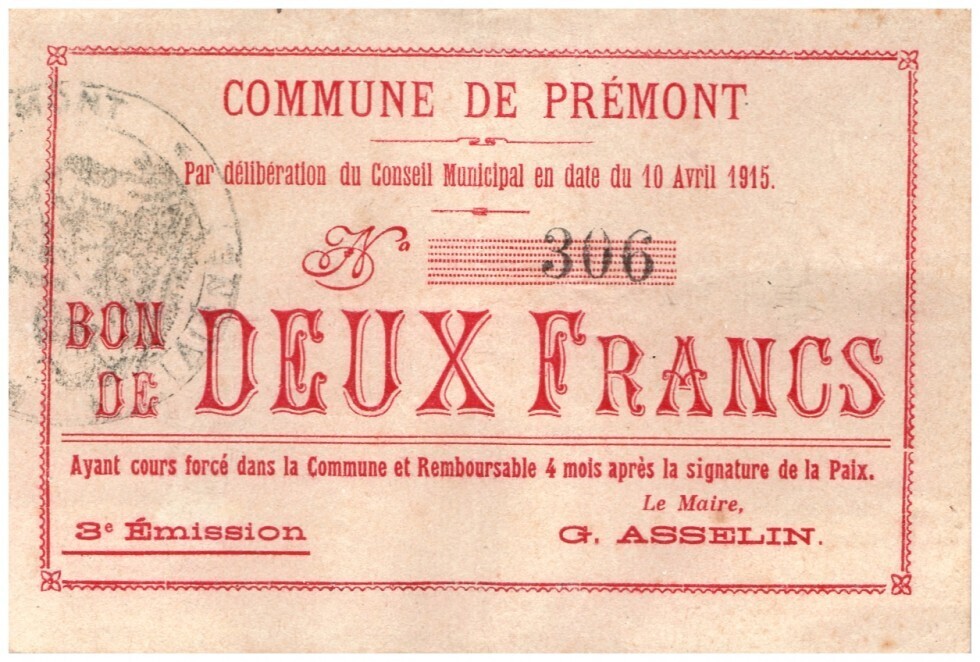 COMMUNE DE PRÉMONT
Par délibération du Conseil Municipal en date du 10 Avril 1915.
No 306
BON DE DEUX FRANCS
Ayant cours forcé dans la Commune et Remboursable 4 mois après la signature de la Paix.
Le Maire,
3e Émission
G. ASSELIN.